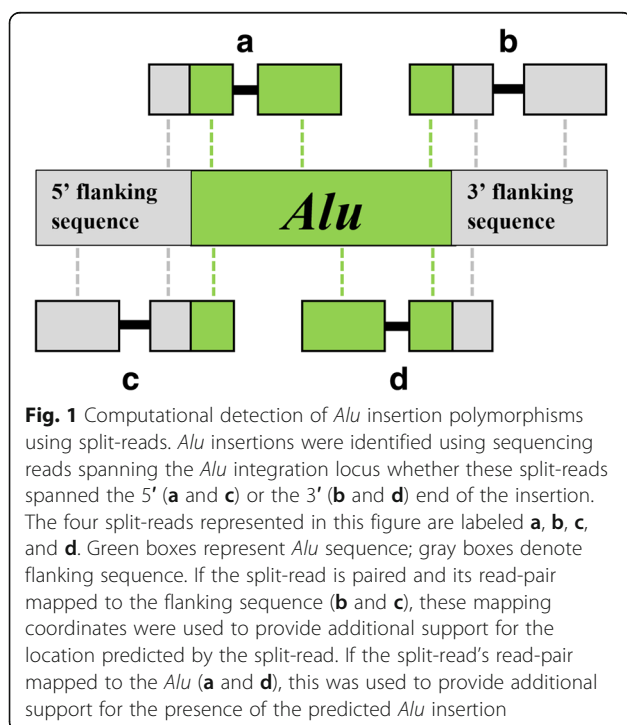 a
b
5' flanking
sequence
Alu
3' flanking
sequence
c
d
Fig. 1 Computational detection of Alu insertion polymorphisms
using split-reads. Alu insertions were identified using sequencing
reads spanning the Alu integration locus whether these split-reads
spanned the 5′ (a and c) or the 3′ (b and d) end of the insertion.
The four split-reads represented in this figure are labeled a, b, c,
and d. Green boxes represent Alu sequence; gray boxes denote
flanking sequence. If the split-read is paired and its read-pair
mapped to the flanking sequence (b and c), these mapping
coordinates were used to provide additional support for the
location predicted by the split-read. If the split-read's read-pair
mapped to the Alu (a and d), this was used to provide additional
support for the presence of the predicted Alu insertion